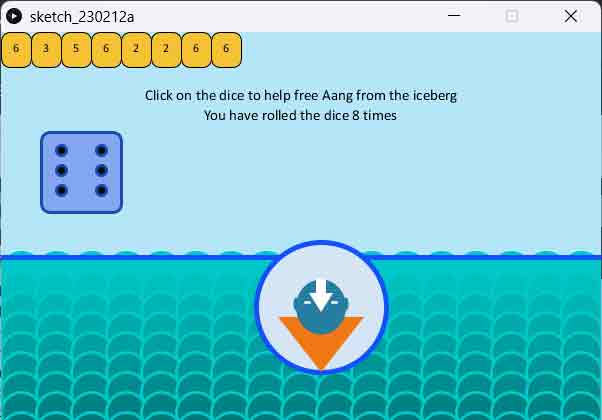 sketch_230212a
6 3 5 6 2 2 6 6
Click on the dice to help free Aang from the iceberg
You have rolled the dice 8 times